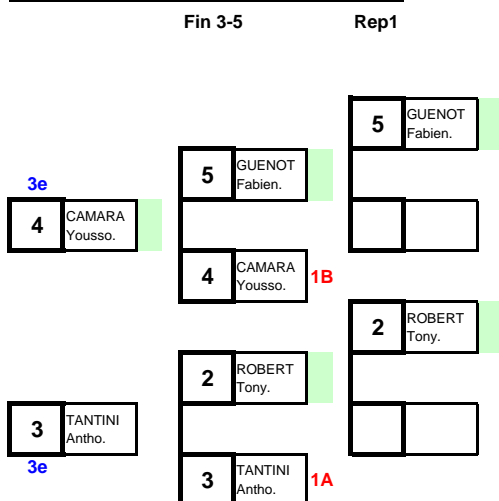 Fin 3-5 Rep1
5 GUENOT
Fabien.
5 GUENOT
Fabien.
3e
4 CAMARA
Yousso.
4 CAMARA
Yousso. 1B
2 ROBERT
Tony.
2 ROBERT
Tony.
3 TANTINI
Antho.
3e
3 TANTINI
Antho. 1A